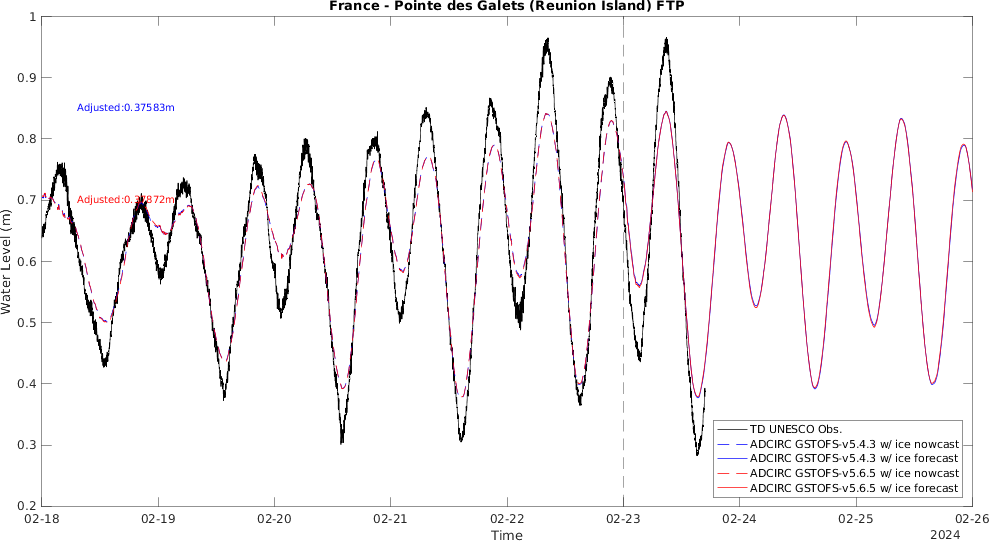 France - Pointe des Galets (Reunion Island) FTP
Water Level (m)
1
0.9
0.8
0.7
0.6
0.5
0.4
0.3
0.2
Adjusted:0.37583m
Adjusted:0.37872m
TD UNESCO Obs.
ADCIRC GSTOFS-v5.4.3 w/ ice nowcast
ADCIRC GSTOFS-v5.4.3 w/ ice forecast
ADCIRC GSTOFS-v5.6.5 w/ ice nowcast
ADCIRC GSTOFS-v5.6.5 w/ ice forecast
02-18 02-19 02-20 02-21 02-22 02-23 02-24 02-25 02-26
Time
2024